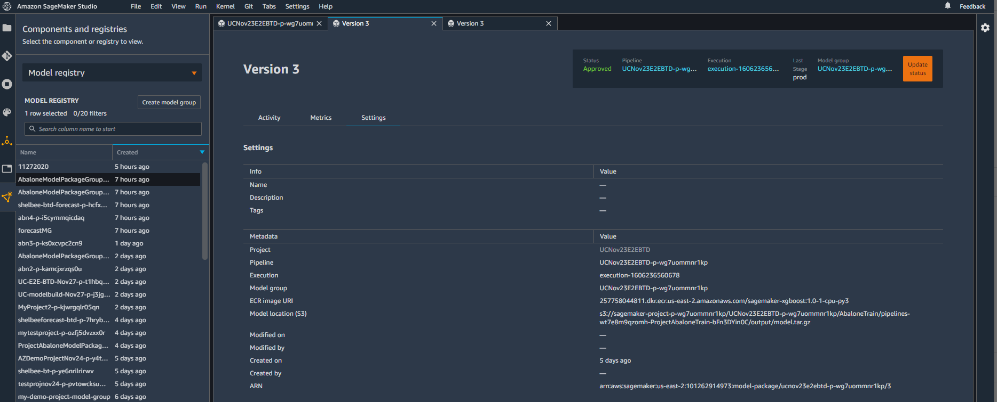 Amazon SageMaker Studio File Edit View Run Kernel Git Tabs Settings Help Feedback
Components and registries
Select the component or registry to view.
Model registry
MODEL REGISTRY
Create model group
1 row selected 0/20 filters
Search column name to start
Name Created
11272020 5 hours ago
AbaloneModelPackageGroup... 7 hours ago
AbaloneModelPackageGroup... 7 hours ago
shelbee-btd-forecast-p-hcfx... 7 hours ago
abn4-p-i5cymmqicdaq 7 hours ago
forecastMG 7 hours ago
abn3-p-ks0xcvpc2cn9 1 day ago
AbaloneModelPackageGroup... 2 days ago
abn2-p-kamcjxrzqs0u 2 days ago
UC-E2E-BTD-Nov27-p-t1hbq... 2 days ago
UC-modelbuild-Nov27-p-j3jg... 2 days ago
MyProject2-p-kjwrgqlr05qn 2 days ago
shelbeeforecast-btd-p-7hryb... 4 days ago
mytestproject-p-ozfj5dvzxx0r 4 days ago
ProjectAbaloneModelPackag... 4 days ago
AZDemoProjectNov24-p-y4t... 5 days ago
shelbee-bt-p-ye6nrlrirwv 5 days ago
testprojnov24-p-pvtowcksu... 5 days ago
my-demo-project-model-group 6 days ago
UCNov23E2EBTD-p-wg7uomm Version 3 Version 3
Version 3
Status
Approved
Pipeline
UCNov23E2EBTD-p-wg...
Execution
execution-160623656...
Last
Stage
prod
Model group
UCNov23E2EBTD-p-wg...
Update
status
Activity Metrics Settings
Settings
Info Value
Name —
Description —
Tags —
Metadata Value
Project UCNov23E2EBTD
Pipeline UCNov23E2EBTD-p-wg7uommnr1kp
Execution execution-1606236560678
Model group UCNov23E2EBTD-p-wg7uommnr1kp
ECR image URI 257758044811.dkr.ecr.us-east-2.amazonaws.com/sagemaker-xgboost:1.0-1-cpu-py3
Model location (S3) s3://sagemaker-project-p-wg7uommnr1kp/UCNov23E2EBTD-p-wg7uommnr1kp/AbaloneTrain/pipelines-
wt7e8m9qzomh-ProjectAbaloneTrain-bFn3DYin0C/output/model.tar.gz
Modified on —
Modified by —
Created on 5 days ago
Created by —
ARN arn:aws:sagemaker:us-east-2:101262914973:model-package/ucnov23e2ebtd-p-wg7uommnr1kp/3